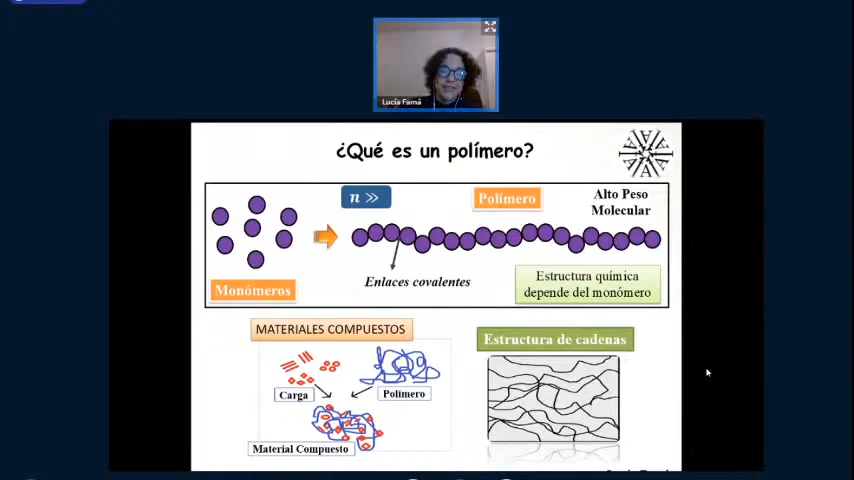 Lucía Famá
¿Qué es un polímero?
n >>
Polímero
Alto Peso
Molecular
Enlaces covalentes
Monómeros
Estructura química
depende del monómero
MATERIALES COMPUESTOS
Estructura de cadenas
Carga
Polímero
Material Compuesto